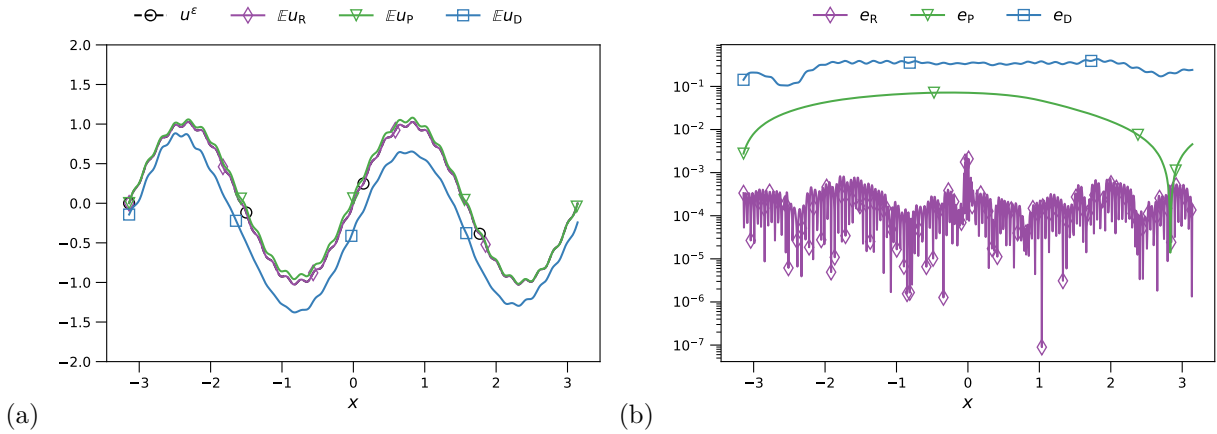 u^ε 𝔼u_R 𝔼u_P 𝔼u_D
2.0
1.5
1.0
0.5
0.0
−0.5
−1.0
−1.5
−2.0
−3 −2 −1 0 1 2 3
x
(a)
e_R e_P e_D
10^−1
10^−2
10^−3
10^−4
10^−5
10^−6
10^−7
−3 −2 −1 0 1 2 3
x
(b)